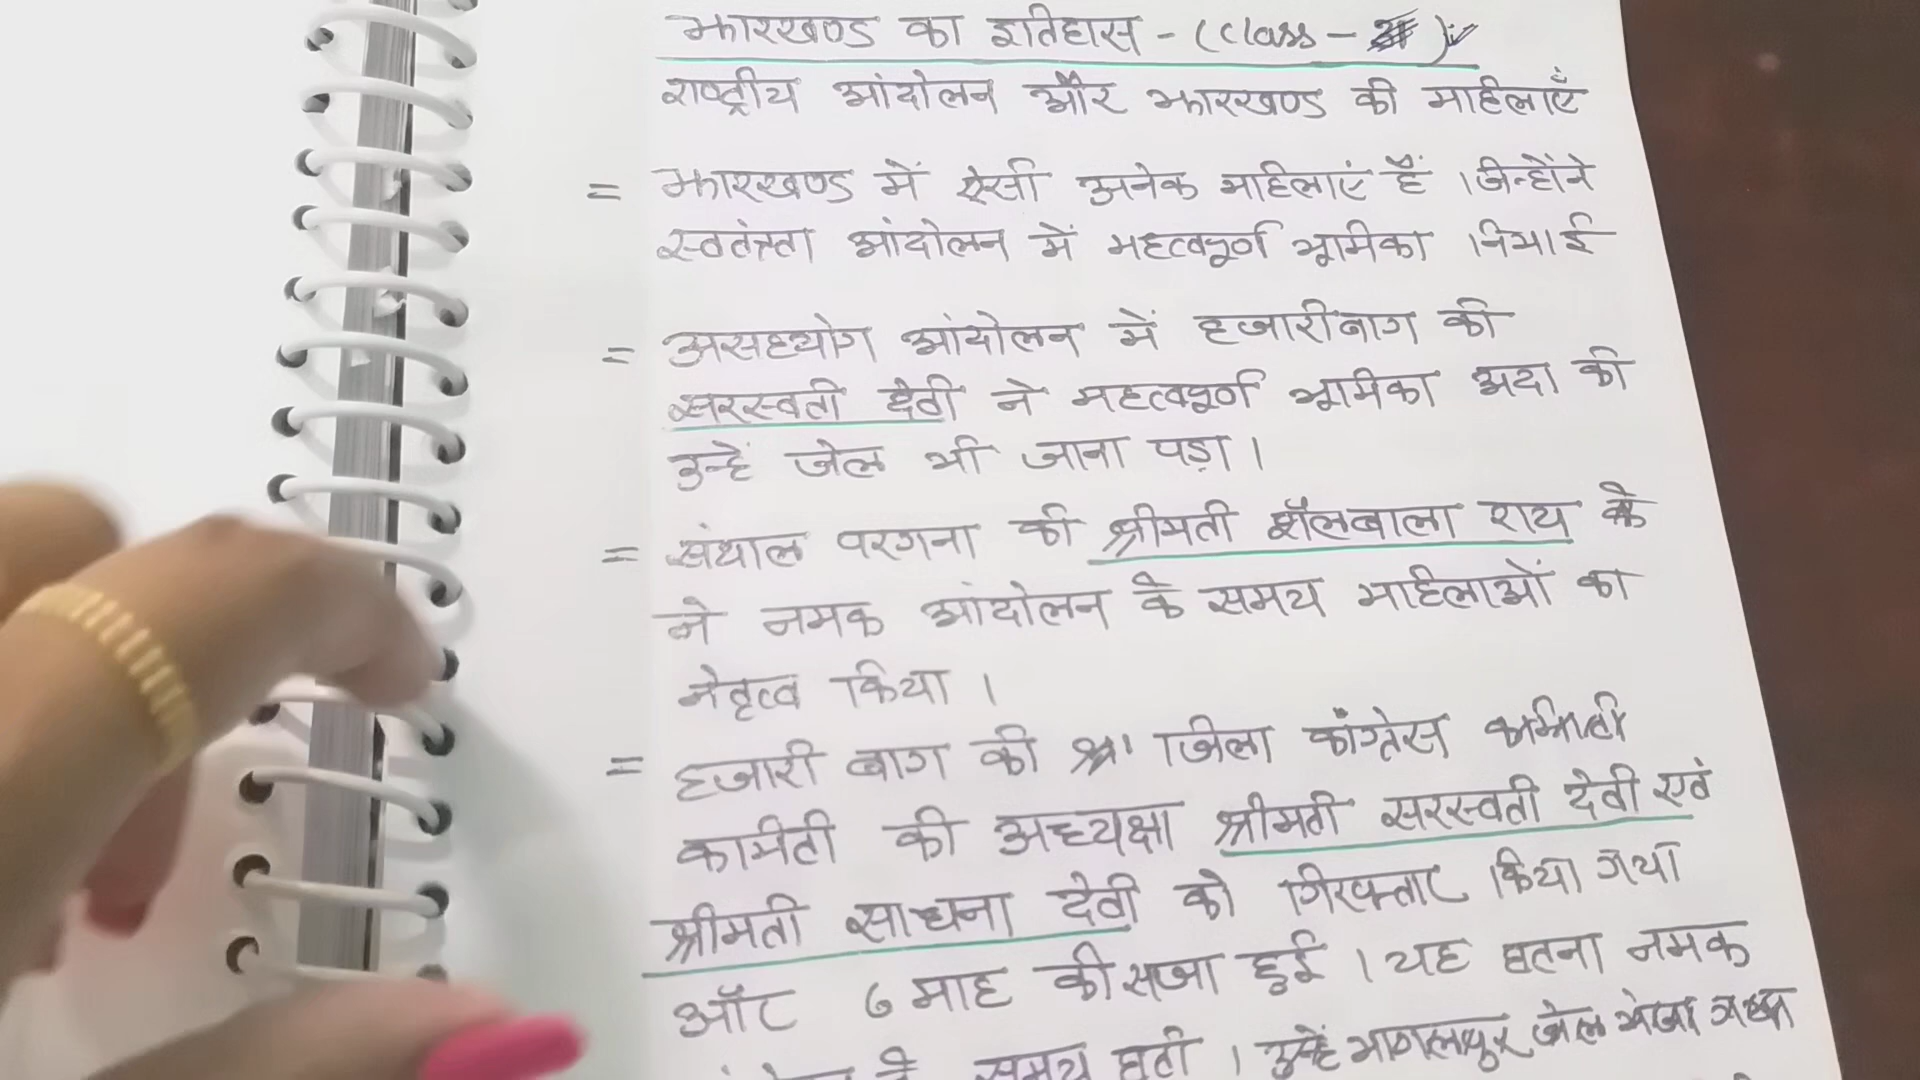 झारखण्ड का इतिहास - (Class - )
राष्ट्रीय आंदोलन और झारखण्ड की महिलाएँ
= झारखण्ड में ऐसी अनेक महिलाएं हैं जिन्होंने
स्वतंत्रता आंदोलन में महत्वपूर्ण भूमिका निभाई
= असहयोग आंदोलन में हजारीबाग की
सरस्वती देवी ने महत्वपूर्ण भूमिका अदा की
उन्हें जेल भी जाना पड़ा ।
= संथाल परगना की श्रीमती शैलबाला राय के
ने नमक आंदोलन के समय महिलाओं का
नेतृत्व किया ।
= हजारी बाग की जिला कांग्रेस
कमिटी की अध्यक्षा श्रीमती सरस्वती देवी एवं
श्रीमती साधना देवी को गिरफ्तार किया गया
और 6 माह की सजा हुई । यह घटना नमक
समय घटी । उन्हें भागलपुर जेल भेजा गया